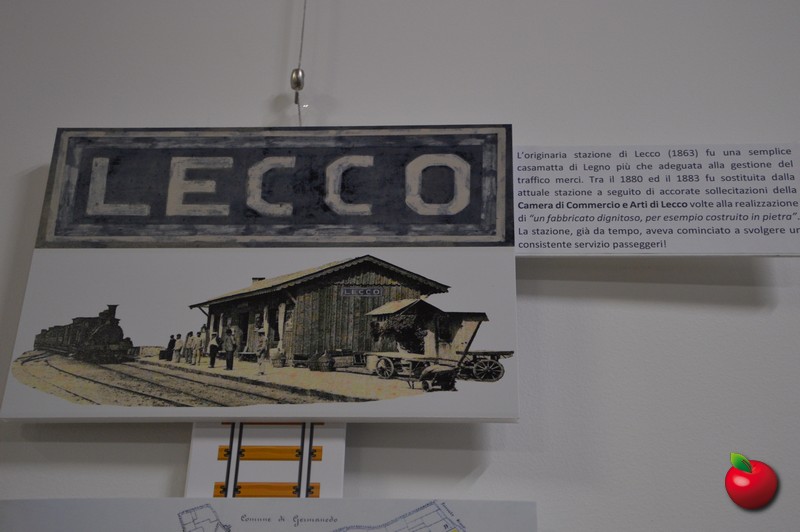 LECCO
L'originaria stazione di Lecco (1863) fu una semplice
casamatta di Legno più che adeguata alla gestione del
traffico merci. Tra il 1880 ed il 1883 fu sostituita dalla
attuale stazione a seguito di accorate sollecitazioni della
Camera di Commercio e Arti di Lecco volte alla realizzazione
di "un fabbricato dignitoso, per esempio costruito in pietra".
La stazione, già da tempo, aveva cominciato a svolgere un
consistente servizio passeggeri!
LECCO
Comune di Germanedo